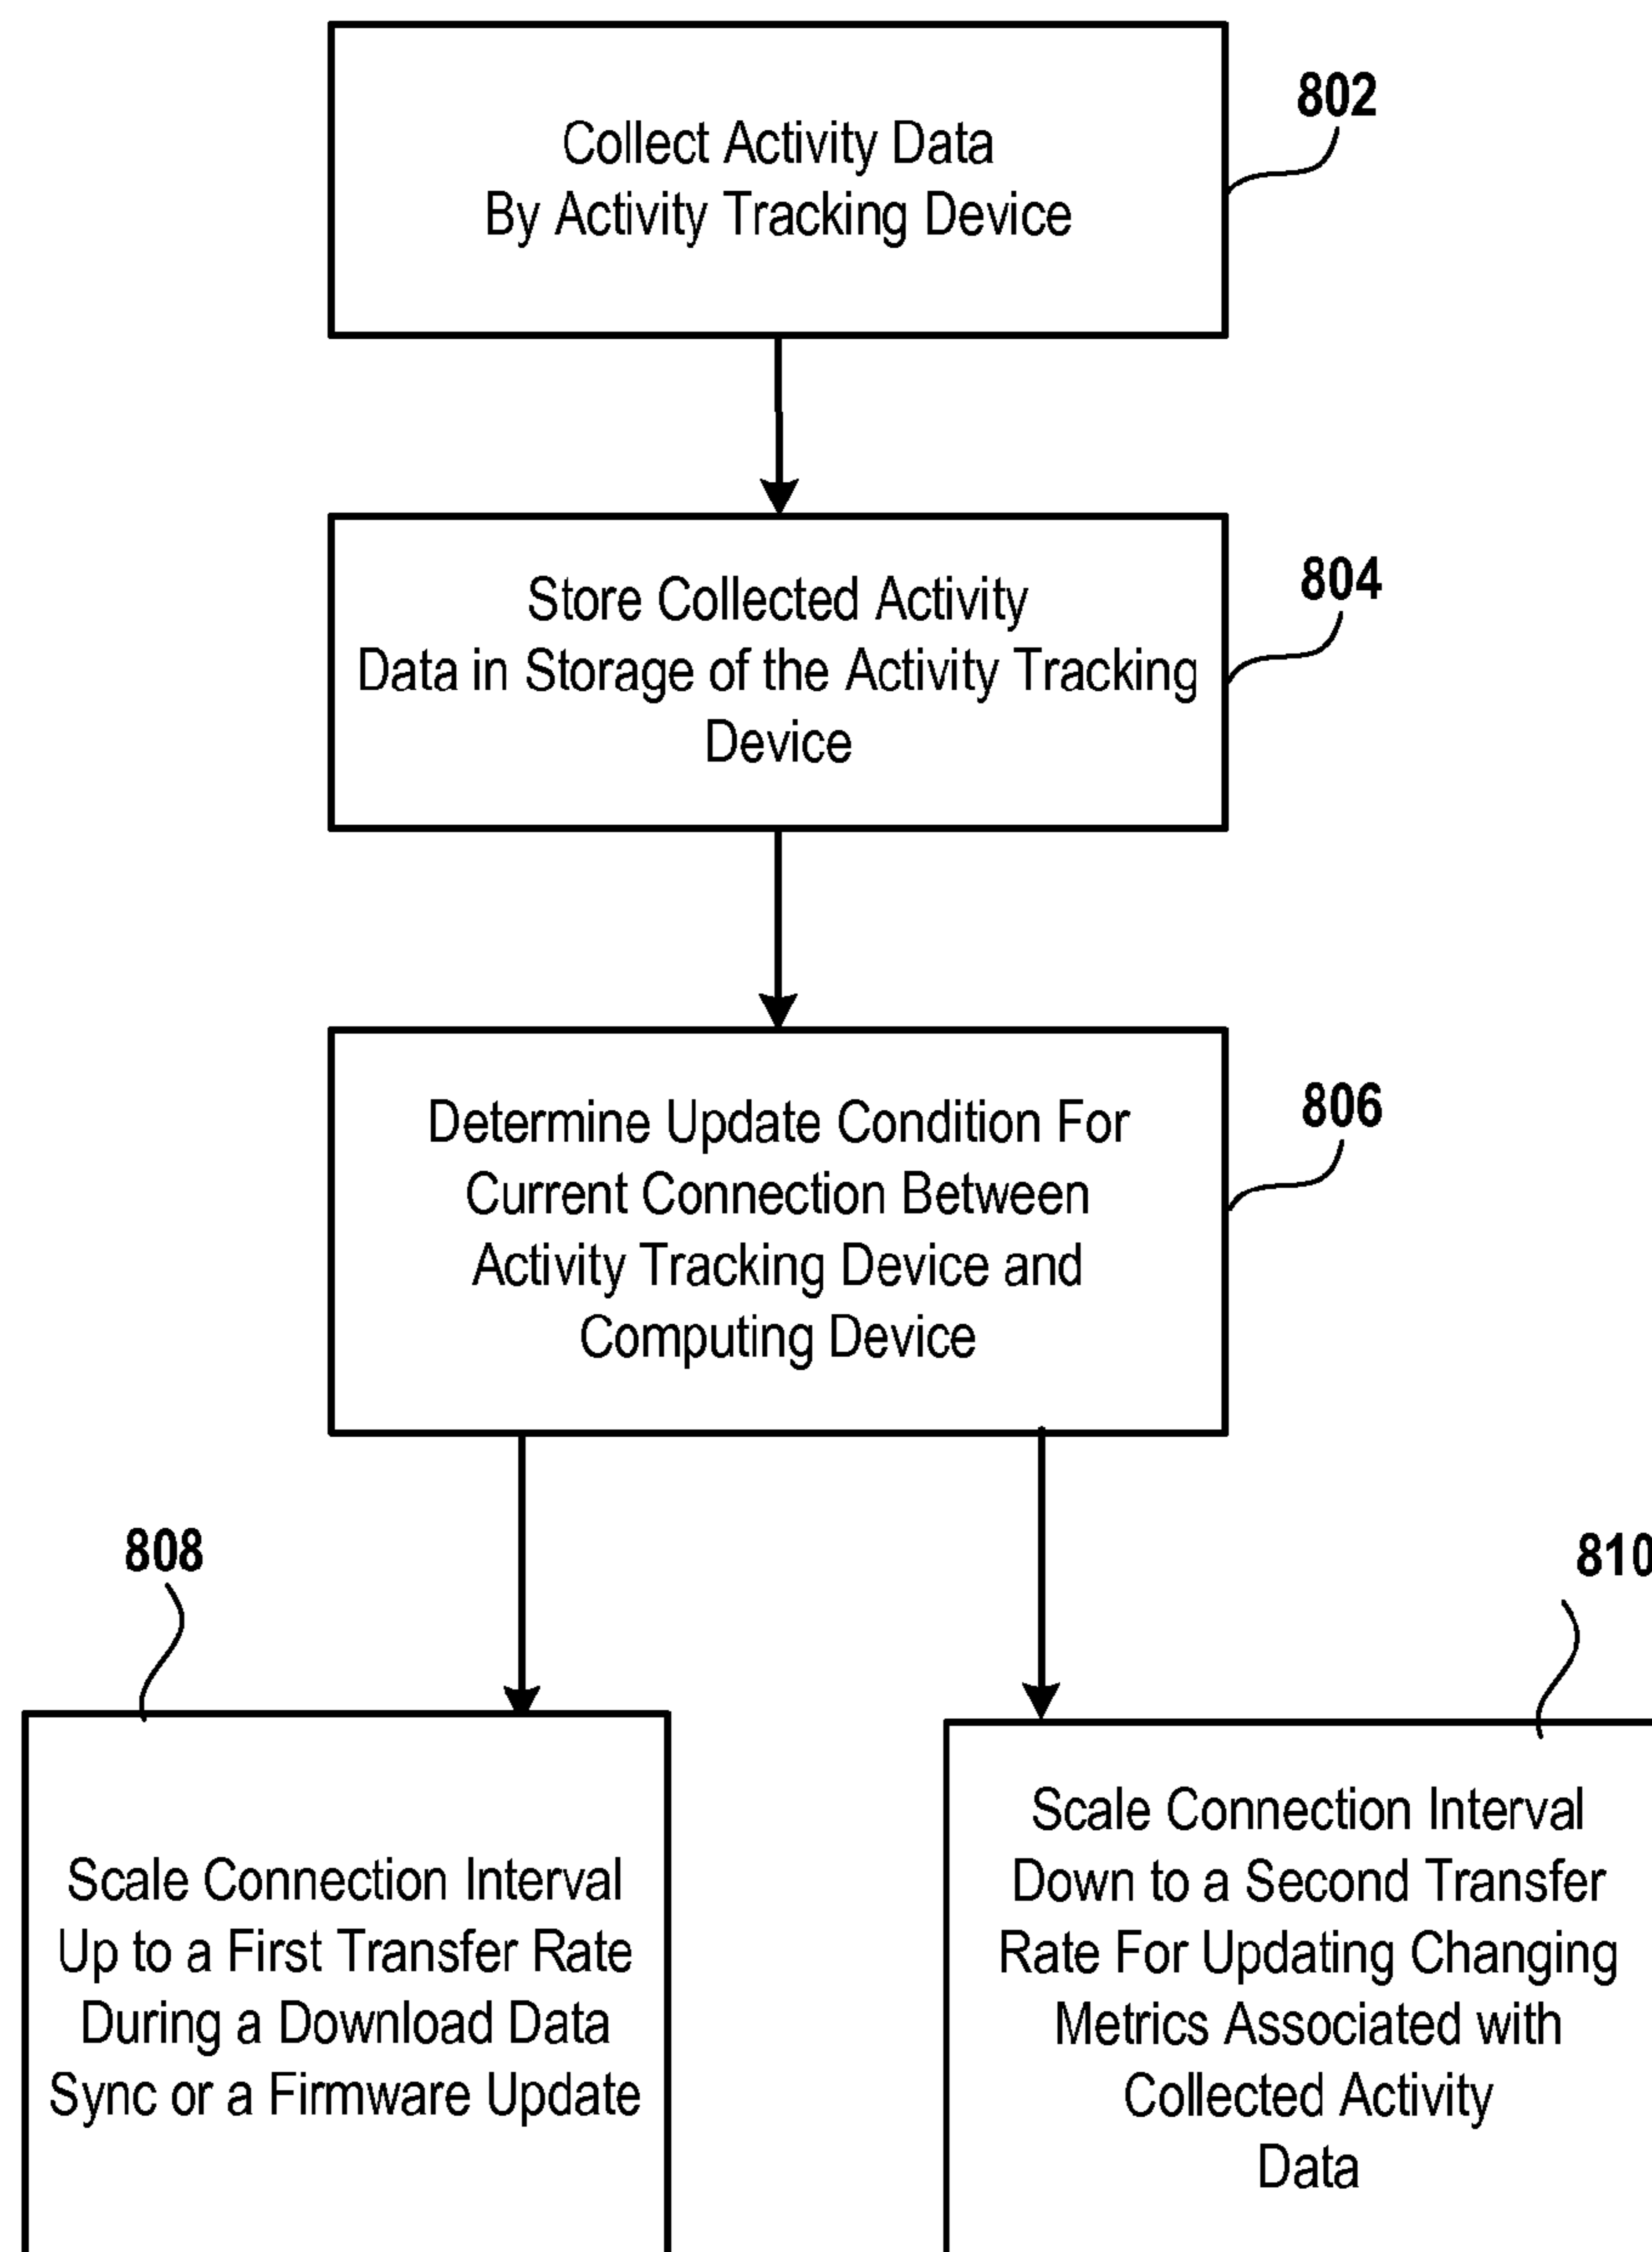 802
Collect Activity Data
By Activity Tracking Device
804
Store Collected Activity
Data in Storage of the Activity Tracking
Device
806
Determine Update Condition For
Current Connection Between
Activity Tracking Device and
Computing Device
808
Scale Connection Interval
Up to a First Transfer Rate
During a Download Data
Sync or a Firmware Update
810
Scale Connection Interval
Down to a Second Transfer
Rate For Updating Changing
Metrics Associated with
Collected Activity
Data